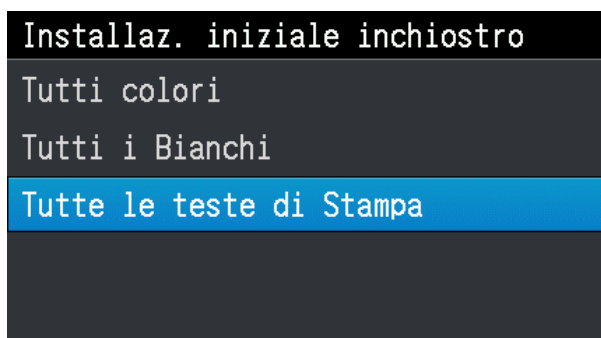 Installaz. iniziale inchiostro
Tutti colori
Tutti i Bianchi
Tutte le teste di Stampa